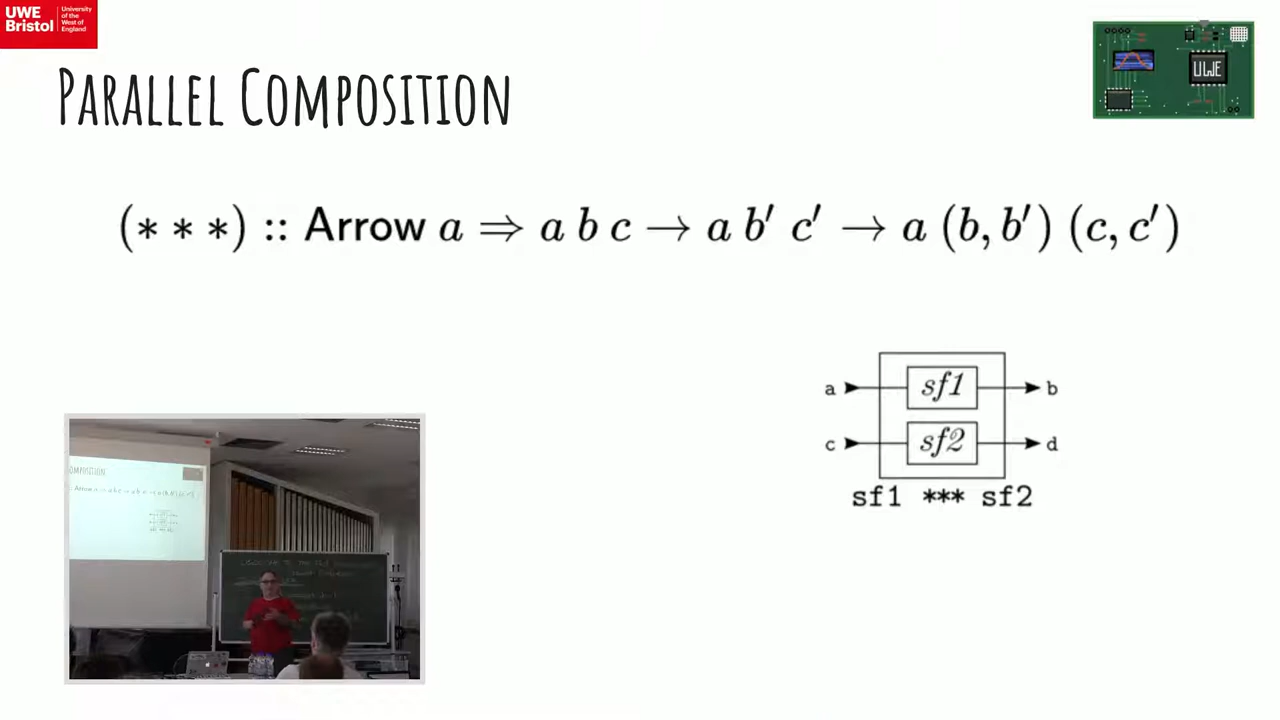 UWE Bristol
University of the West of England
PARALLEL COMPOSITION
UWE
(∗ ∗ ∗) :: Arrow a ⇒ a b c → a b′ c′ → a (b, b′) (c, c′)
a sf1 b
c sf2 d
sf1 *** sf2